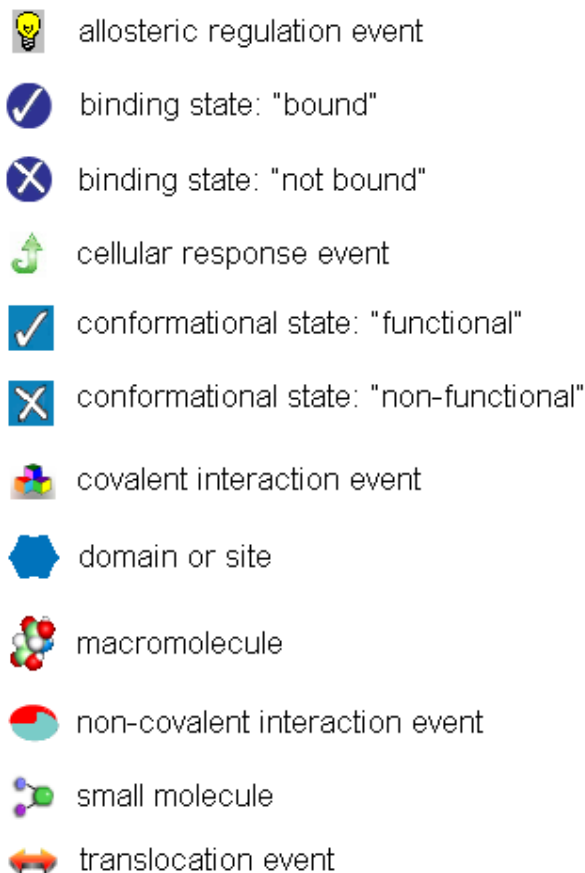 allosteric regulation event
binding state: "bound"
binding state: "not bound"
cellular response event
conformational state: "functional"
conformational state: "non-functional"
covalent interaction event
domain or site
macromolecule
non-covalent interaction event
small molecule
translocation event